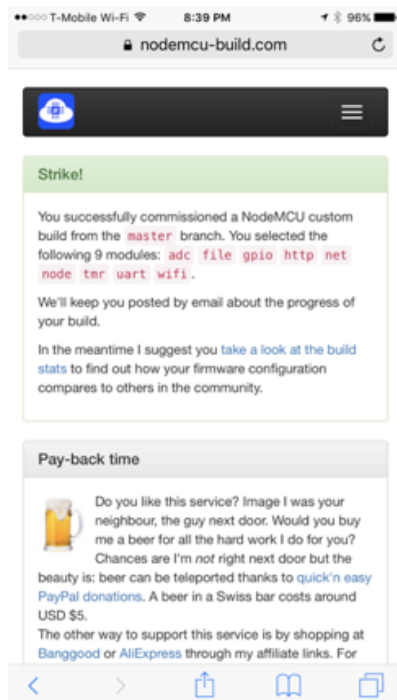 T-Mobile Wi-Fi 8:39 PM 96%
nodemcu-build.com
Strike!
You successfully commissioned a NodeMCU custom
build from the master branch. You selected the
following 9 modules: adc file gpio http net
node tmr uart wifi.
We'll keep you posted by email about the progress of
your build.
In the meantime I suggest you take a look at the build
stats to find out how your firmware configuration
compares to others in the community.
Pay-back time
Do you like this service? Image I was your
neighbour, the guy next door. Would you buy
me a beer for all the hard work I do for you?
Chances are I'm not right next door but the
beauty is: beer can be teleported thanks to quick'n easy
PayPal donations. A beer in a Swiss bar costs around
USD $5.
The other way to support this service is by shopping at
Banggood or AliExpress through my affiliate links. For